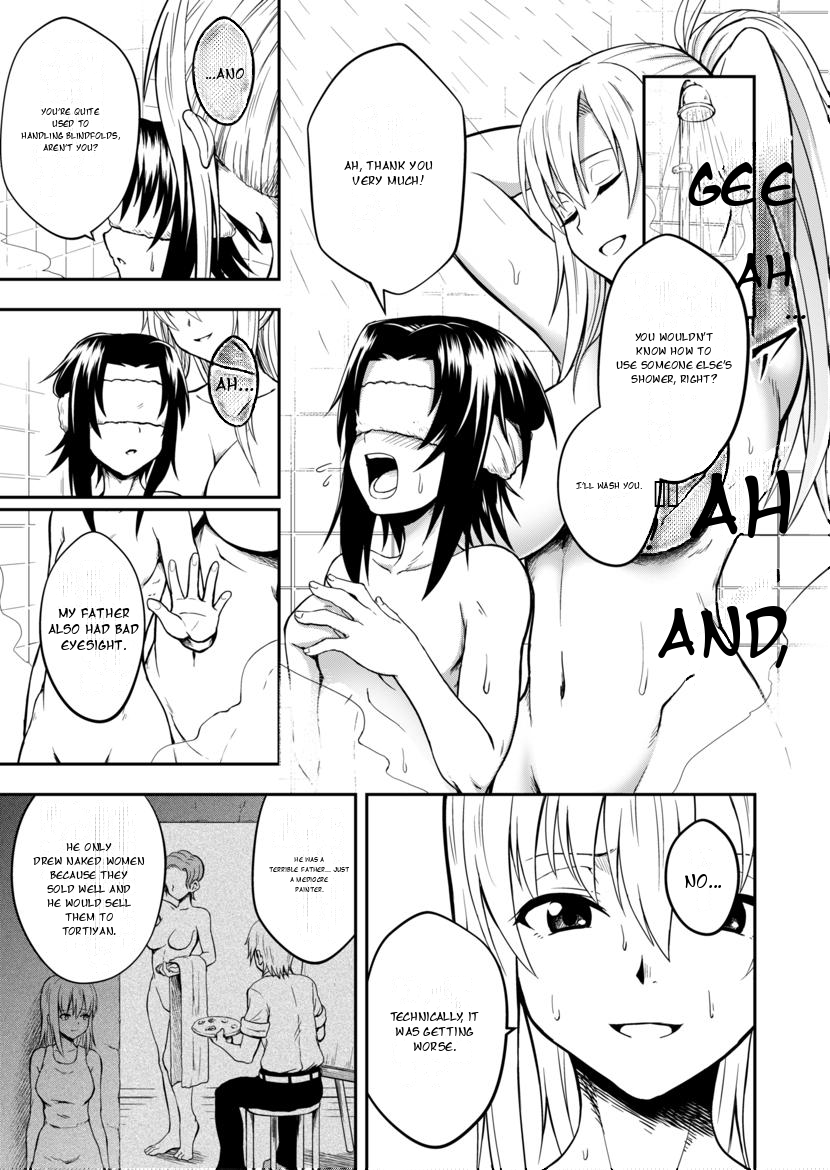 GEE
AH
...
AH
AND,
YOU WOULDN'T
KNOW HOW TO
USE SOMEONE ELSE'S
SHOWER, RIGHT?
I'LL WASH YOU.
AH, THANK YOU
VERY MUCH!
...ANO
YOU'RE QUITE
USED TO
HANDLING BLINDFOLDS,
AREN'T YOU?
AH...
MY FATHER
ALSO HAD BAD
EYESIGHT.
NO...
TECHNICALLY, IT
WAS GETTING
WORSE.
HE WAS A
TERRIBLE FATHER... JUST
A MEDIOCRE
PAINTER.
HE ONLY
DREW NAKED WOMEN
BECAUSE THEY
SOLD WELL AND
HE WOULD SELL
THEM TO
TORTIYAN.